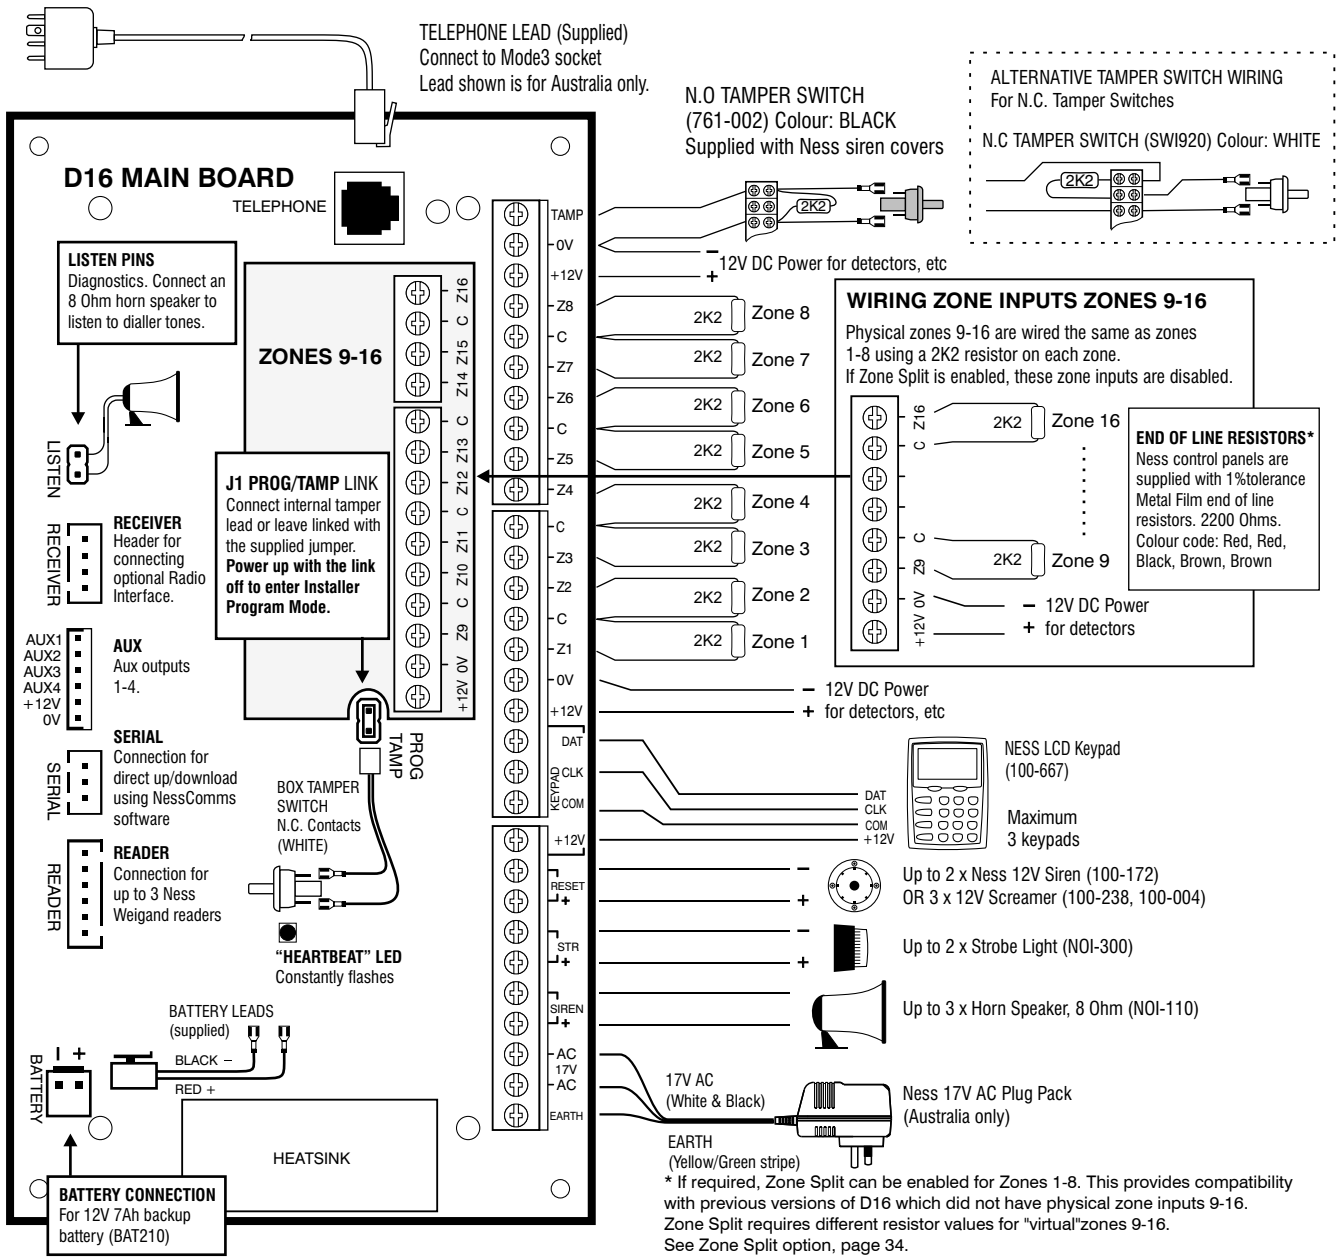 TELEPHONE LEAD (Supplied)
Connect to Mode3 socket
Lead shown is for Australia only.
N.O TAMPER SWITCH
(761-002) Colour: BLACK
Supplied with Ness siren covers
2K2
ALTERNATIVE TAMPER SWITCH WIRING
For N.C. Tamper Switches
N.C TAMPER SWITCH (SWI920) Colour: WHITE
2K2
D16 MAIN BOARD
TELEPHONE
LISTEN PINS
Diagnostics. Connect an
8 Ohm horn speaker to
listen to dialler tones.
LISTEN
ZONES 9-16
Z16
C
Z15
Z14
C
Z13
Z12
C
Z11
Z10
C
Z9
0V
+12V
J1 PROG/TAMP LINK
Connect internal tamper
lead or leave linked with
the supplied jumper.
Power up with the link
off to enter Installer
Program Mode.
RECEIVER
RECEIVER
Header for
connecting
optional Radio
Interface.
AUX1
AUX2
AUX3
AUX4
+12V
0V
AUX
Aux outputs
1-4.
SERIAL
SERIAL
Connection for
direct up/download
using NessComms
software
READER
READER
Connection for
up to 3 Ness
Weigand readers
PROG
TAMP
BOX TAMPER
SWITCH
N.C. Contacts
(WHITE)
“HEARTBEAT” LED
Constantly flashes
BATTERY LEADS
(supplied)
BLACK –
RED +
– +
BATTERY
HEATSINK
BATTERY CONNECTION
For 12V 7Ah backup
battery (BAT210)
TAMP
0V
+12V
Z8
C
Z7
Z6
C
Z5
Z4
C
Z3
Z2
C
Z1
0V
+12V
KEYPAD
DAT
CLK
COM
+12V
RESET
+
STR
+
SIREN
+
AC
17V
AC
EARTH
–
+
12V DC Power for detectors, etc
2K2 Zone 8
2K2 Zone 7
2K2 Zone 6
2K2 Zone 5
2K2 Zone 4
2K2 Zone 3
2K2 Zone 2
2K2 Zone 1
– 12V DC Power
+ for detectors, etc
WIRING ZONE INPUTS ZONES 9-16
Physical zones 9-16 are wired the same as zones
1-8 using a 2K2 resistor on each zone.
If Zone Split is enabled, these zone inputs are disabled.
Z16
C
C
Z9
0V
+12V
2K2 Zone 16
2K2 Zone 9
– 12V DC Power
+ for detectors
END OF LINE RESISTORS*
Ness control panels are
supplied with 1%tolerance
Metal Film end of line
resistors. 2200 Ohms.
Colour code: Red, Red,
Black, Brown, Brown
DAT
CLK
COM
+12V
NESS LCD Keypad
(100-667)
Maximum
3 keypads
–
+
Up to 2 x Ness 12V Siren (100-172)
OR 3 x 12V Screamer (100-238, 100-004)
–
+
Up to 2 x Strobe Light (NOI-300)
Up to 3 x Horn Speaker, 8 Ohm (NOI-110)
17V AC
(White & Black)
EARTH
(Yellow/Green stripe)
Ness 17V AC Plug Pack
(Australia only)
* If required, Zone Split can be enabled for Zones 1-8. This provides compatibility
with previous versions of D16 which did not have physical zone inputs 9-16.
Zone Split requires different resistor values for "virtual"zones 9-16.
See Zone Split option, page 34.